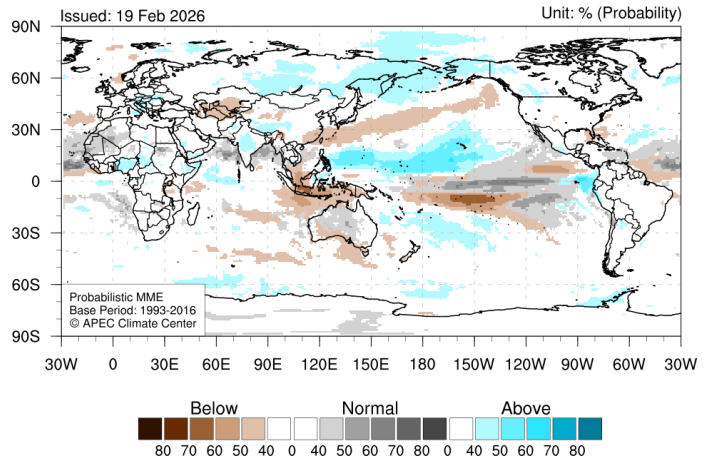 Issued: 19 Feb 2026 Unit: % (Probability)
90N
60N
30N
0
30S
60S
90S
Probabilistic MME
Base Period: 1993-2016
© APEC Climate Center
30W 0 30E 60E 90E 120E 150E 180 150W 120W 90W 60W 30W
Below Normal Above
80 70 60 50 40 0 40 50 60 70 80 0 40 50 60 70 80